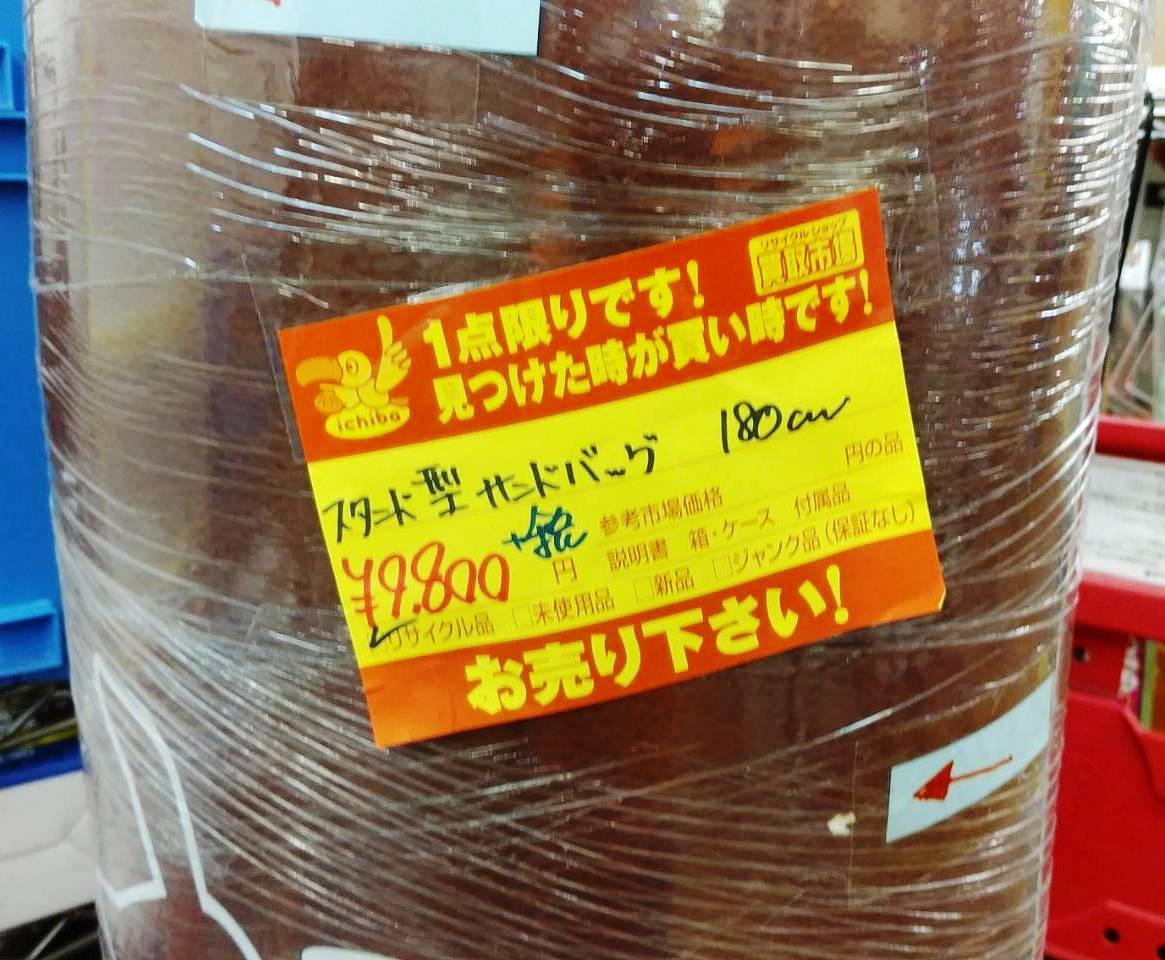 リサイクルショップ
買取市場
1点限りです!
見つけた時が買い時です!
ichiba
スタンド型サンドバッグ 180cm
円の品
参考市場価格
¥9.800 +税 円
説明書 箱・ケース 付属品
リサイクル品 □未使用品 □新品 □ジャンク品(保証なし)
お売り下さい!